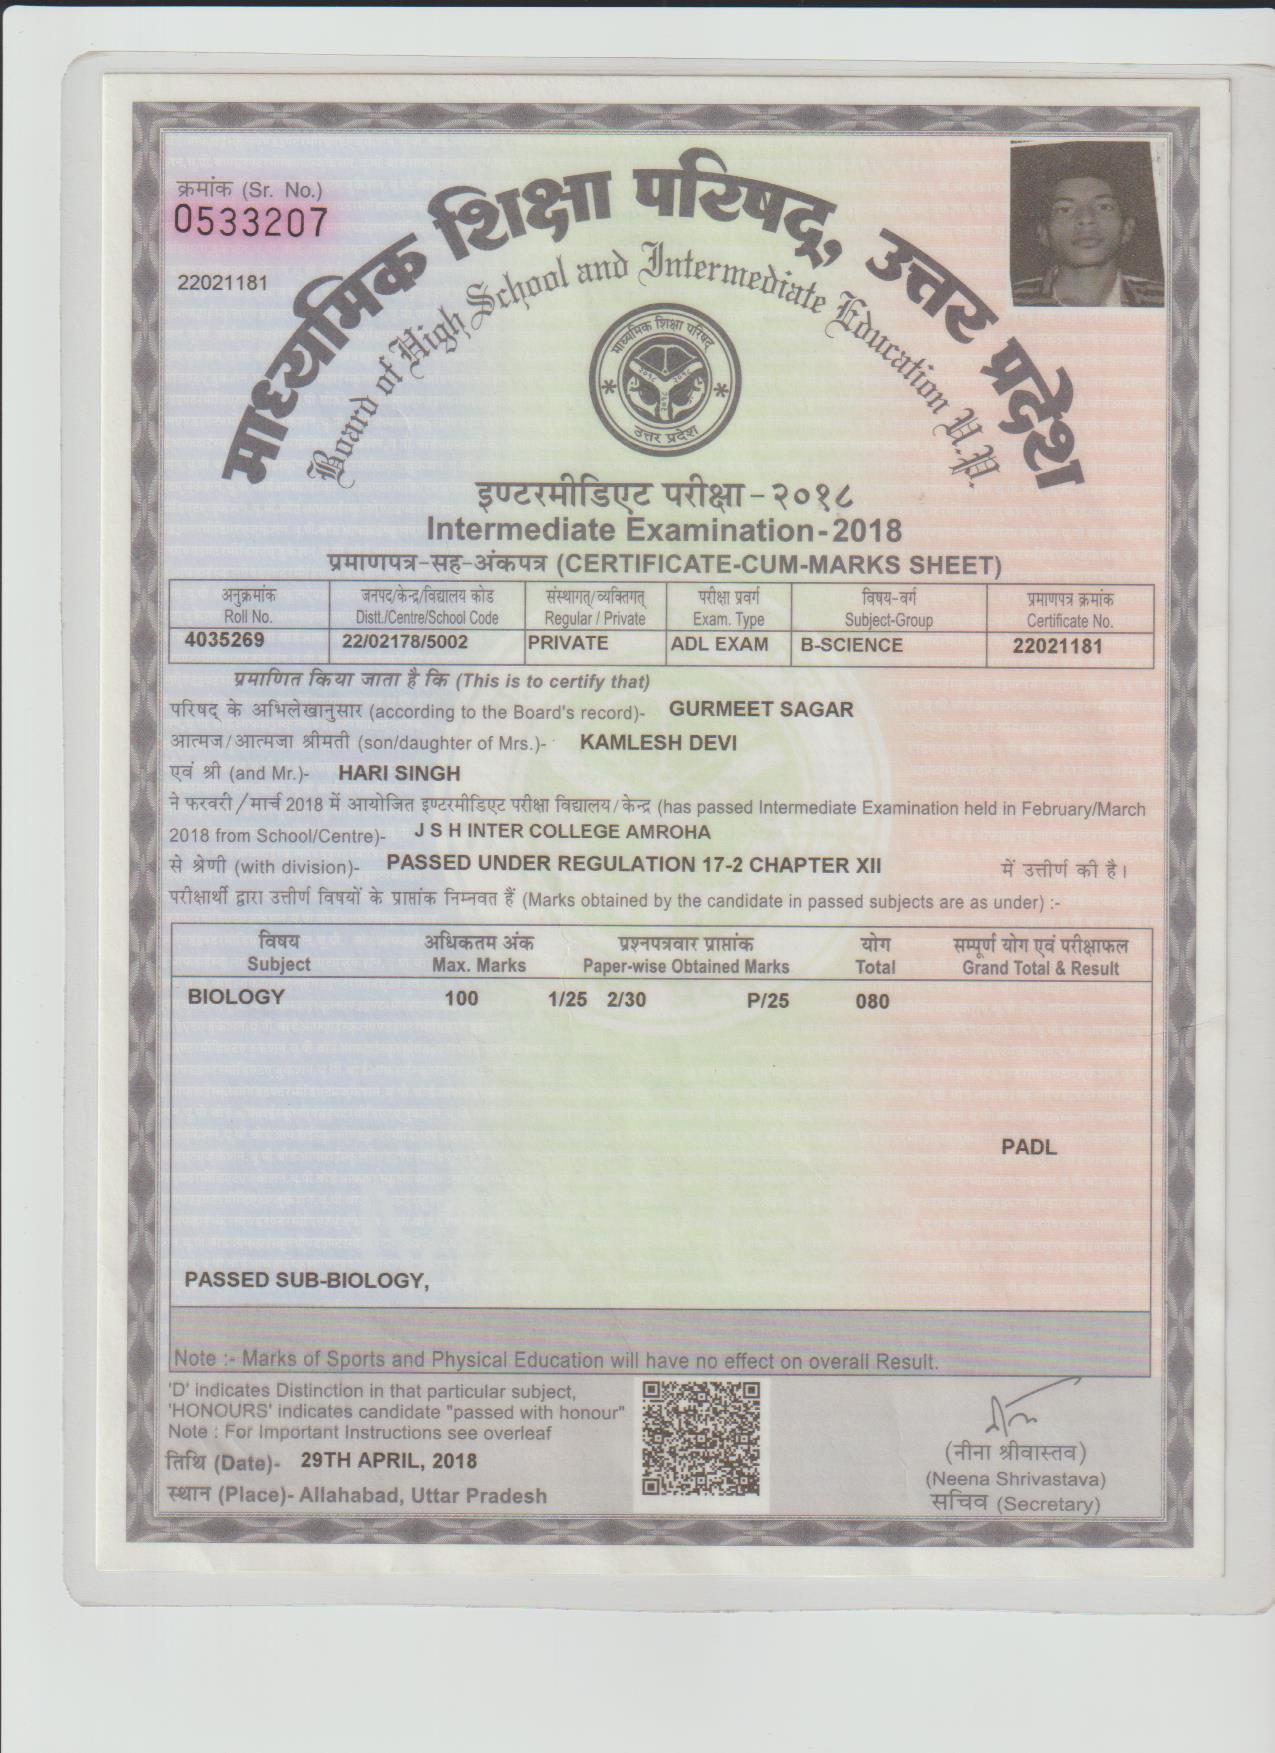 क्रमांक (Sr. No.)
0533207
22021181
माध्यमिक शिक्षा परिषद्, उत्तर प्रदेश
Board of High School and Intermediate Education U.P.
माध्यमिक शिक्षा परिषद्
उत्तर प्रदेश
इण्टरमीडिएट परीक्षा - २०१८
Intermediate Examination - 2018
प्रमाणपत्र-सह-अंकपत्र (CERTIFICATE-CUM-MARKS SHEET)
अनुक्रमांक जनपद/केन्द्र/विद्यालय कोड संस्थागत्/व्यक्तिगत् परीक्षा प्रवर्ग विषय-वर्ग प्रमाणपत्र क्रमांक
Roll No. Distt./Centre/School Code Regular / Private Exam. Type Subject-Group Certificate No.
4035269 22/02178/5002 PRIVATE ADL EXAM B-SCIENCE 22021181
प्रमाणित किया जाता है कि (This is to certify that)
परिषद् के अभिलेखानुसार (according to the Board's record)- GURMEET SAGAR
आत्मज/आत्मजा श्रीमती (son/daughter of Mrs.)- KAMLESH DEVI
एवं श्री (and Mr.)- HARI SINGH
ने फरवरी/मार्च 2018 में आयोजित इण्टरमीडिएट परीक्षा विद्यालय/केन्द्र (has passed Intermediate Examination held in February/March
2018 from School/Centre)- J S H INTER COLLEGE AMROHA
से श्रेणी (with division)- PASSED UNDER REGULATION 17-2 CHAPTER XII में उत्तीर्ण की है।
परीक्षार्थी द्वारा उत्तीर्ण विषयों के प्राप्तांक निम्नवत हैं (Marks obtained by the candidate in passed subjects are as under) :-
विषय अधिकतम अंक प्रश्नपत्रवार प्राप्तांक योग सम्पूर्ण योग एवं परीक्षाफल
Subject Max. Marks Paper-wise Obtained Marks Total Grand Total & Result
BIOLOGY 100 1/25 2/30 P/25 080
PADL
PASSED SUB-BIOLOGY,
Note :- Marks of Sports and Physical Education will have no effect on overall Result.
'D' indicates Distinction in that particular subject,
'HONOURS' indicates candidate "passed with honour"
Note : For Important Instructions see overleaf
तिथि (Date)- 29TH APRIL, 2018
स्थान (Place)- Allahabad, Uttar Pradesh
(नीना श्रीवास्तव)
(Neena Shrivastava)
सचिव (Secretary)